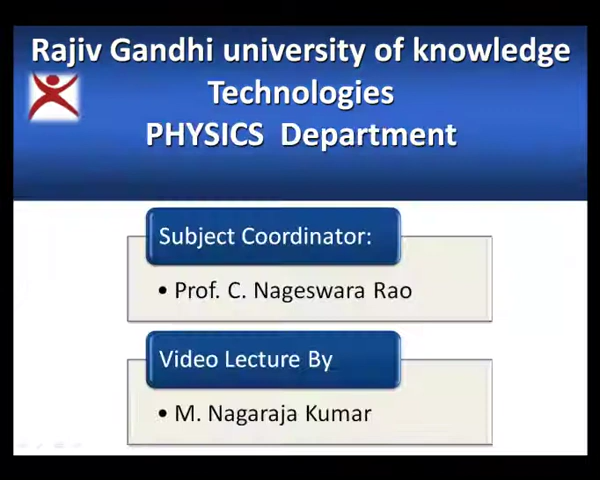 Rajiv Gandhi university of knowledge
Technologies
PHYSICS Department
Subject Coordinator:
• Prof. C. Nageswara Rao
Video Lecture By
• M. Nagaraja Kumar